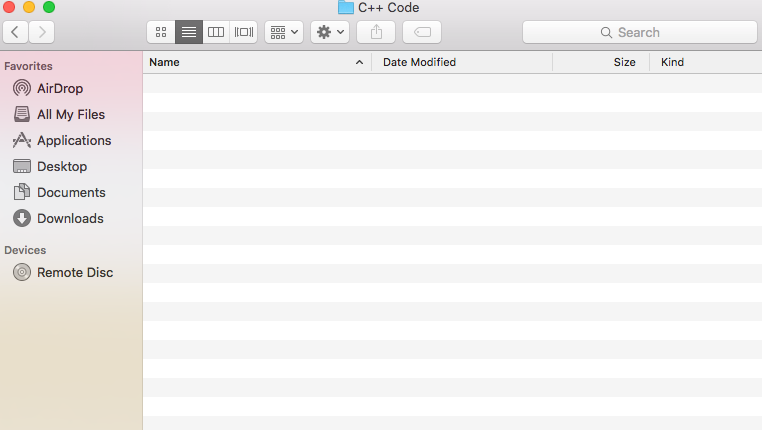 C++ Code
Search
Favorites
AirDrop
All My Files
Applications
Desktop
Documents
Downloads
Devices
Remote Disc
Name Date Modified Size Kind